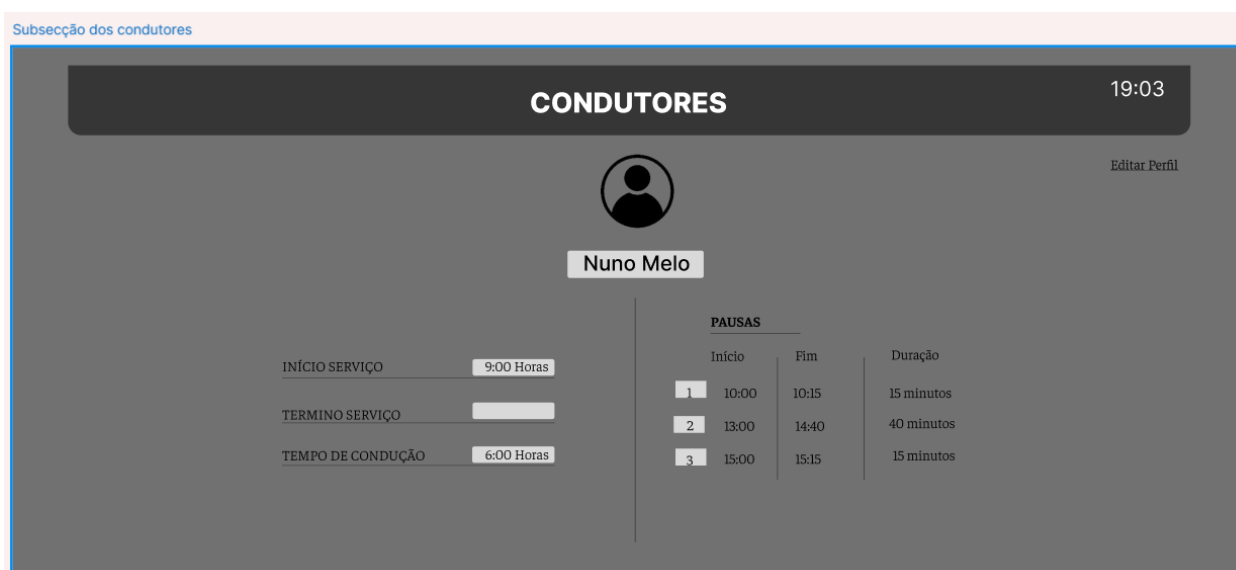 Subsecção dos condutores
CONDUTORES
19:03
Editar Perfil
Nuno Melo
INÍCIO SERVIÇO 9:00 Horas
TERMINO SERVIÇO
TEMPO DE CONDUÇÃO 6:00 Horas
PAUSAS
Início Fim Duração
1 10:00 10:15 15 minutos
2 13:00 14:40 40 minutos
3 15:00 15:15 15 minutos